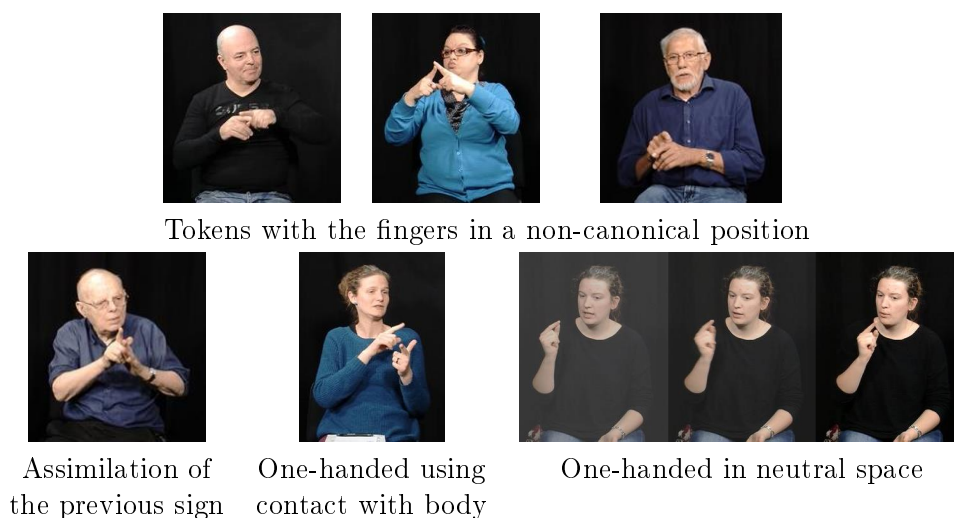 Tokens with the fingers in a non-canonical position
Assimilation of
the previous sign
One-handed using
contact with body
One-handed in neutral space